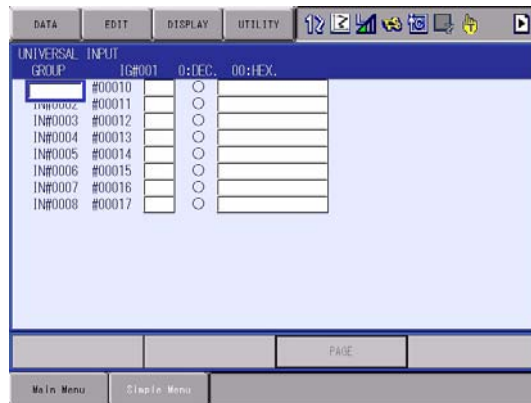 DATA EDIT DISPLAY UTILITY
UNIVERSAL INPUT
GROUP IG#001 0:DEC. 00:HEX.
#00010
IN#0002 #00011
IN#0003 #00012
IN#0004 #00013
IN#0005 #00014
IN#0006 #00015
IN#0007 #00016
IN#0008 #00017
PAGE
Main Menu Simple Menu